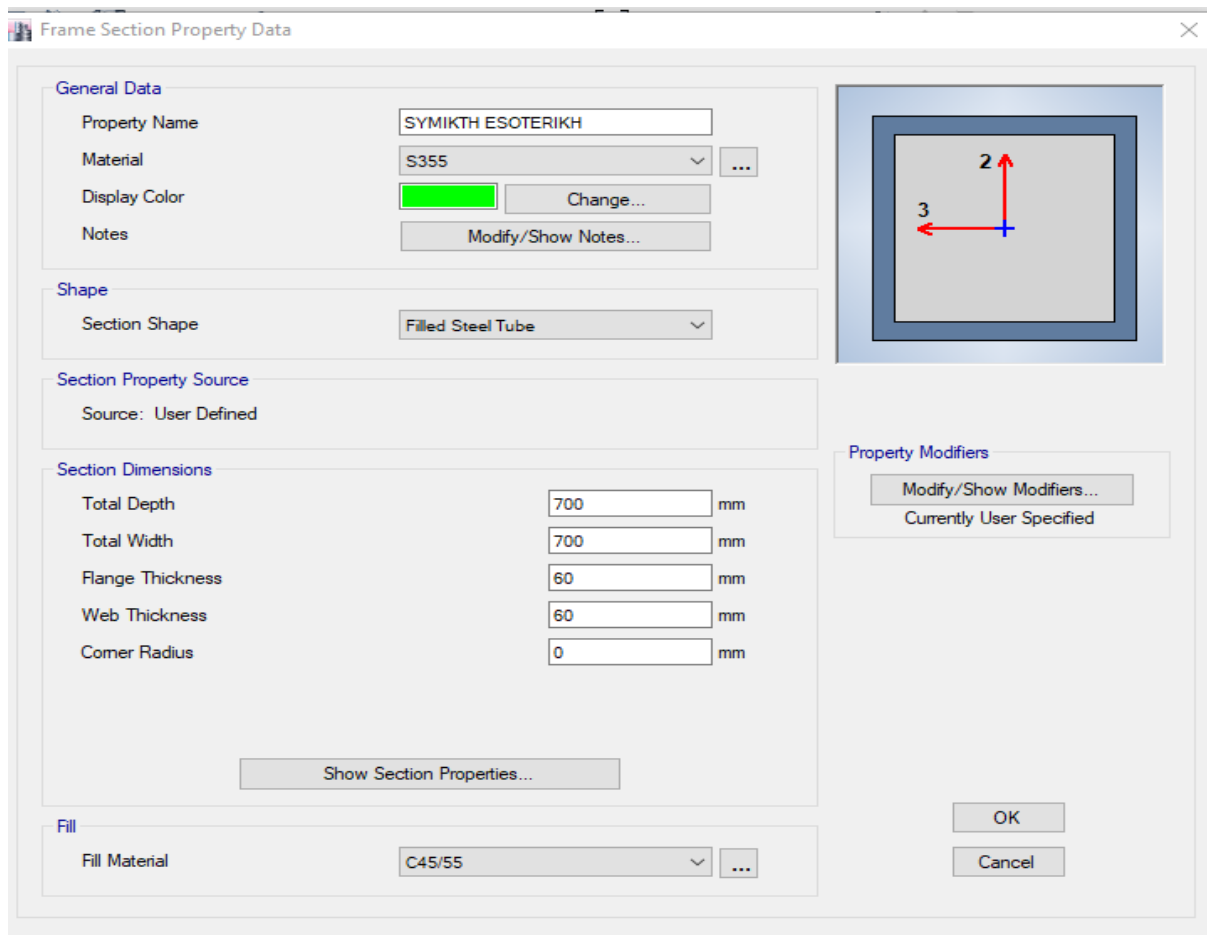 Frame Section Property Data
General Data
Property Name SYMIKTH ESOTERIKH
Material S355 ...
Display Color Change...
Notes Modify/Show Notes...
2
3
Shape
Section Shape Filled Steel Tube
Section Property Source
Source: User Defined
Property Modifiers
Modify/Show Modifiers...
Currently User Specified
Section Dimensions
Total Depth 700 mm
Total Width 700 mm
Flange Thickness 60 mm
Web Thickness 60 mm
Corner Radius 0 mm
Show Section Properties...
Fill
Fill Material C45/55 ...
OK
Cancel